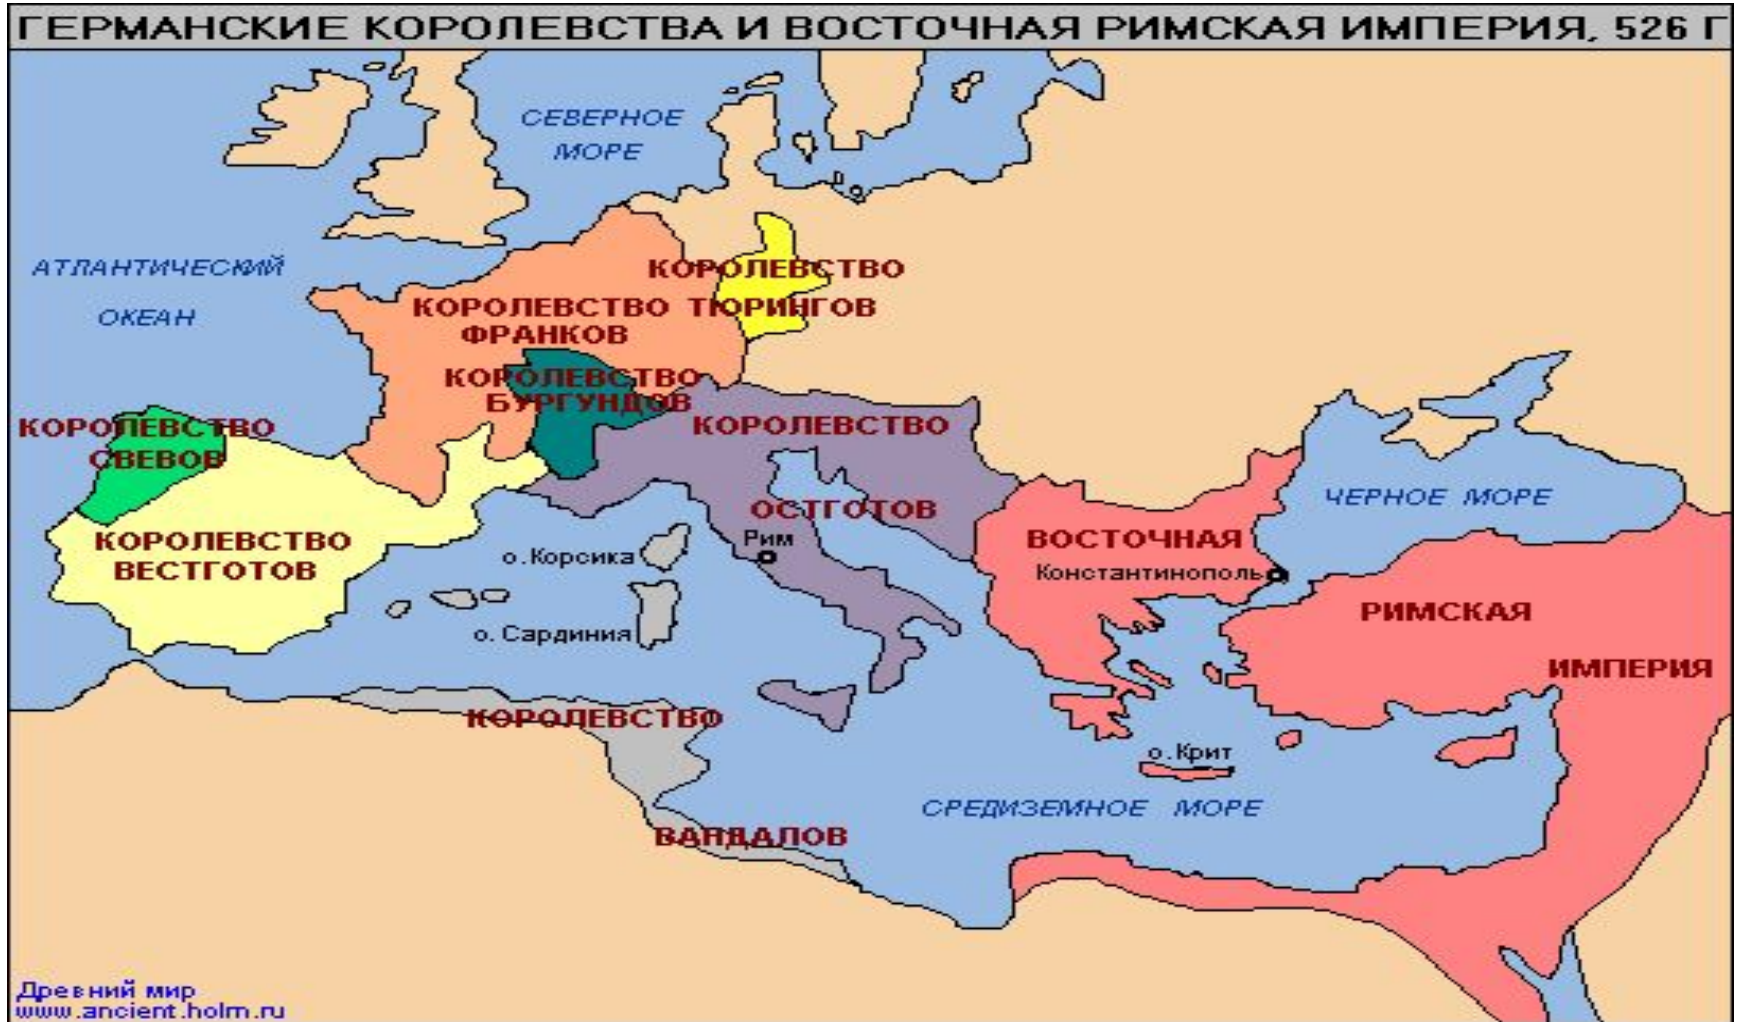 ГЕРМАНСКИЕ КОРОЛЕВСТВА И ВОСТОЧНАЯ РИМСКАЯ ИМПЕРИЯ, 526 Г
СЕВЕРНОЕ
МОРЕ
АТЛАНТИЧЕСКИЙ
ОКЕАН
КОРОЛЕВСТВО
ТЮРИНГОВ
КОРОЛЕВСТВО
ФРАНКОВ
КОРОЛЕВСТВО
БУРГУНДОВ
КОРОЛЕВСТВО
СВЕВОВ
КОРОЛЕВСТВО
ОСТГОТОВ
КОРОЛЕВСТВО
ВЕСТГОТОВ
ЧЕРНОЕ МОРЕ
ВОСТОЧНАЯ
РИМСКАЯ
ИМПЕРИЯ
Константинополь
Рим
о.Корсика
о.Сардиния
КОРОЛЕВСТВО
ВАНДАЛОВ
о.Крит
СРЕДИЗЕМНОЕ МОРЕ
Древний мир
www.ancient.holm.ru